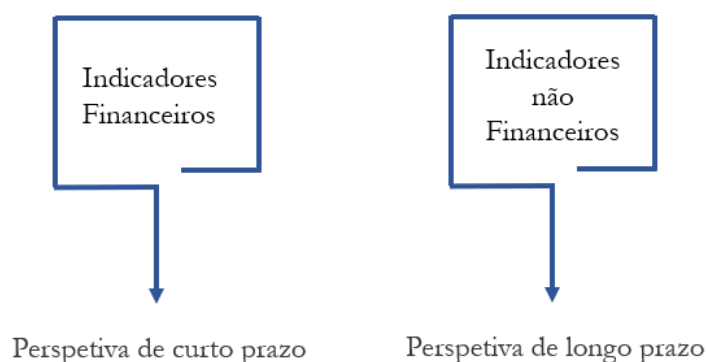 Indicadores
Financeiros
Indicadores
não
Financeiros
Perspetiva de curto prazo
Perspetiva de longo prazo